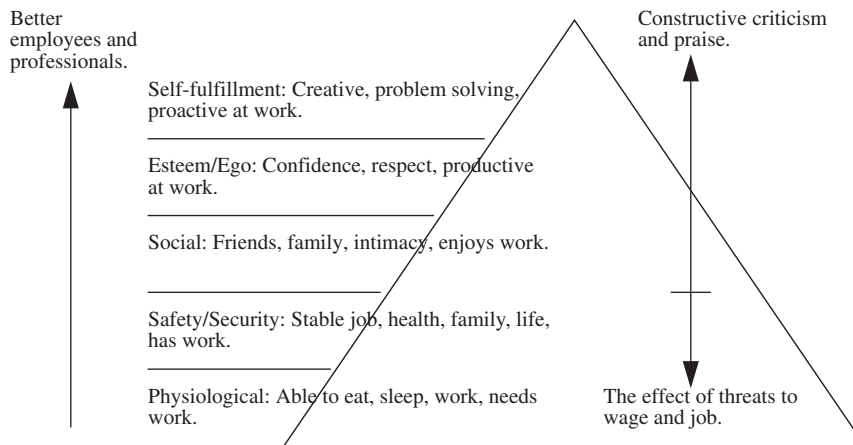 Better
employees and
professionals.
Constructive criticism
and praise.
Self-fulfillment: Creative, problem solving,
proactive at work.
Esteem/Ego: Confidence, respect, productive
at work.
Social: Friends, family, intimacy, enjoys work.
Safety/Security: Stable job, health, family, life,
has work.
Physiological: Able to eat, sleep, work, needs
work.
The effect of threats to
wage and job.